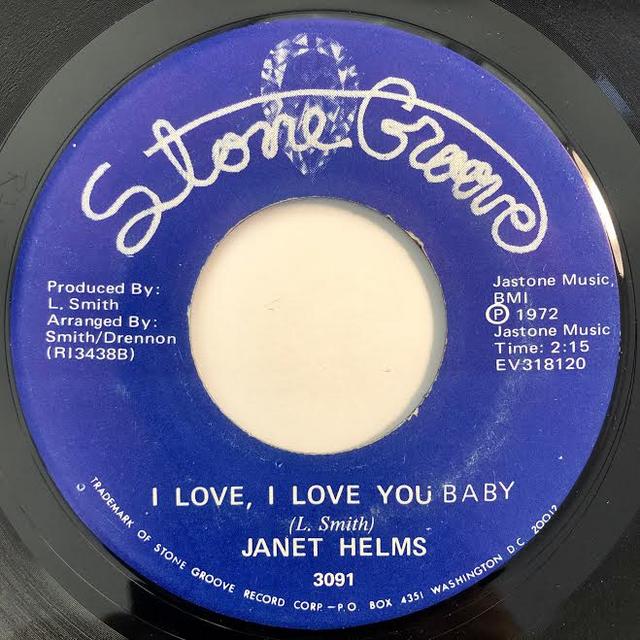 Stone Groove
Produced By:
L. Smith
Arranged By:
Smith/Drennon
(RI3438B)
Jastone Music,
BMI
Ⓟ 1972
Jastone Music
Time: 2:15
EV318120
I LOVE, I LOVE YOU BABY
(L. Smith)
JANET HELMS
3091
TRADEMARK OF STONE GROOVE RECORD CORP–P.O BOX 4351 WASHINGTON D.C. 20012